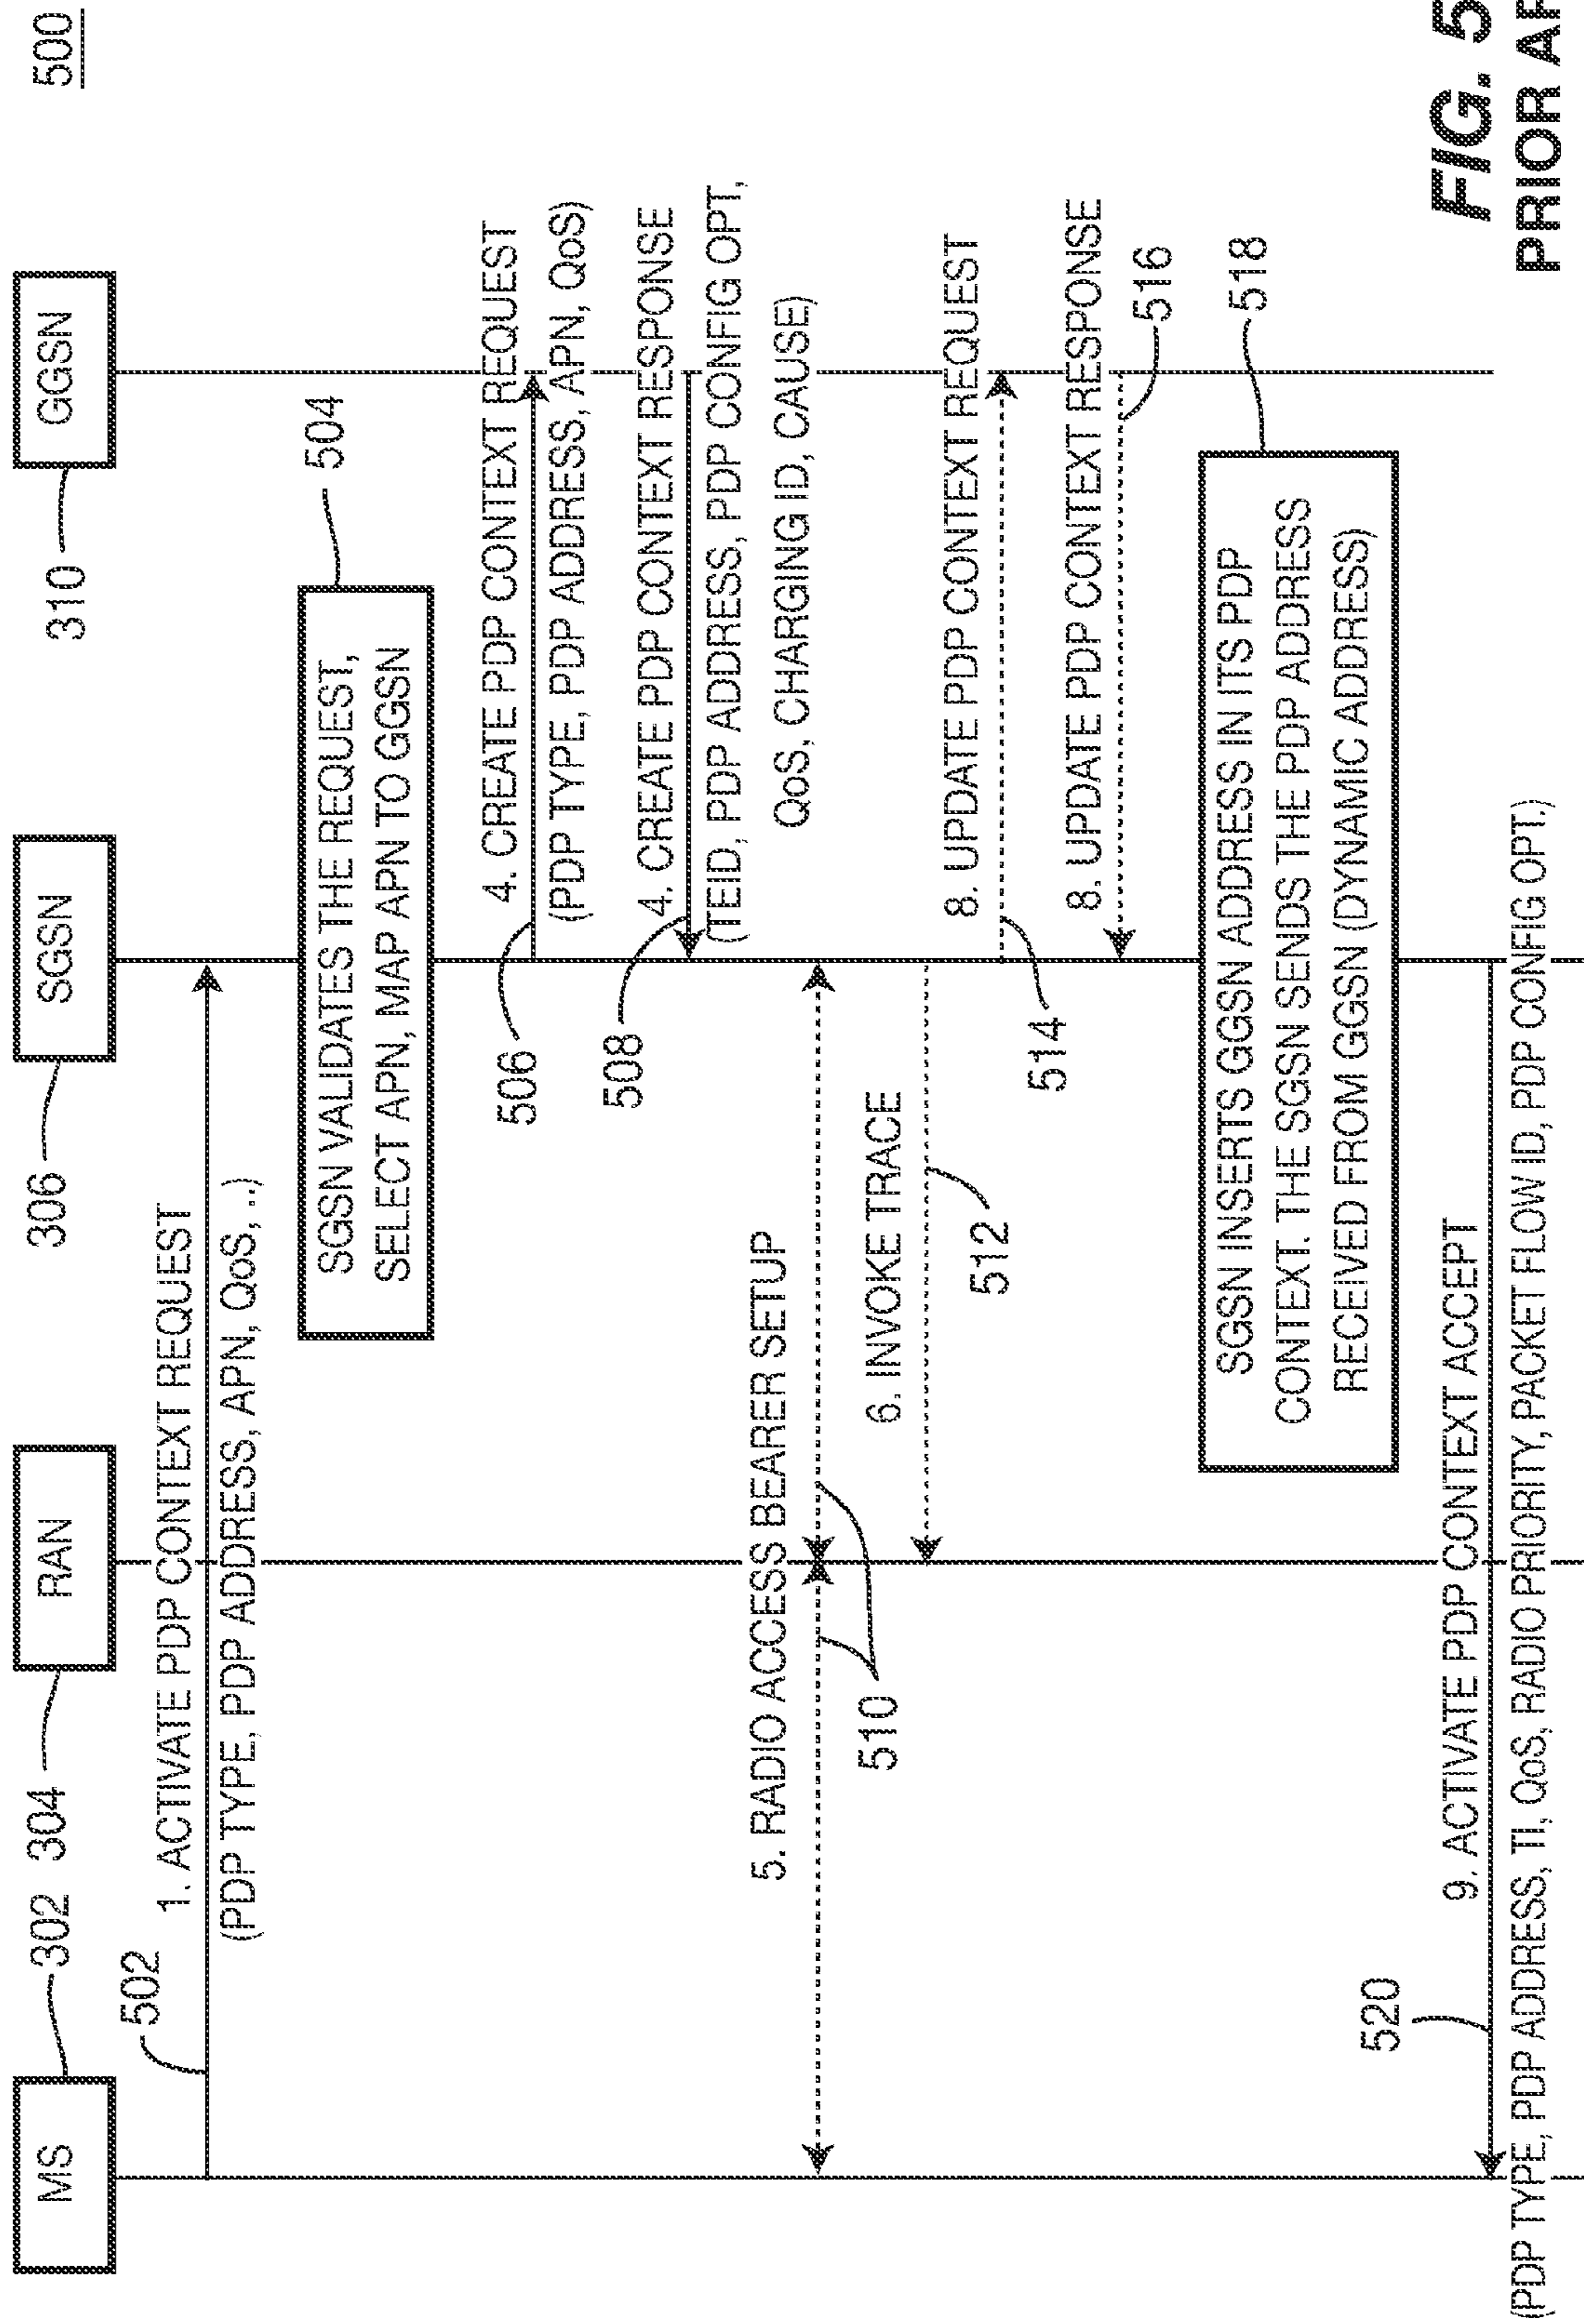 500
MS
RAN
SGSN
GGSN
302
304
306
310
502
1. ACTIVATE PDP CONTEXT REQUEST
(PDP TYPE, PDP ADDRESS, APN, QoS, ..)
504
SGSN VALIDATES THE REQUEST,
SELECT APN, MAP APN TO GGSN
506
4. CREATE PDP CONTEXT REQUEST
(PDP TYPE, PDP ADDRESS, APN, QoS)
508
4. CREATE PDP CONTEXT RESPONSE
(TEID, PDP ADDRESS, PDP CONFIG OPT,
QoS, CHARGING ID, CAUSE)
5. RADIO ACCESS BEARER SETUP
510
6. INVOKE TRACE
512
8. UPDATE PDP CONTEXT REQUEST
514
8. UPDATE PDP CONTEXT RESPONSE
516
518
SGSN INSERTS GGSN ADDRESS IN ITS PDP
CONTEXT. THE SGSN SENDS THE PDP ADDRESS
RECEIVED FROM GGSN (DYNAMIC ADDRESS)
520
9. ACTIVATE PDP CONTEXT ACCEPT
(PDP TYPE, PDP ADDRESS, TI, QoS, RADIO PRIORITY, PACKET FLOW ID, PDP CONFIG OPT,)
FIG. 5
PRIOR